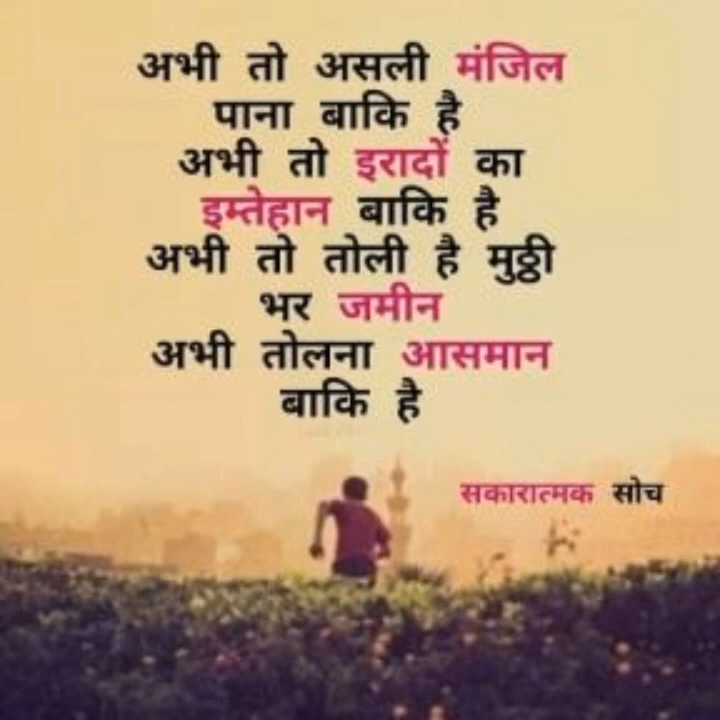 अभी तो असली मंजिल
पाना बाकि है
अभी तो इरादों का
इम्तेहान बाकि है
अभी तो तोली है मुठ्ठी
भर जमीन
अभी तोलना आसमान
बाकि है
सकारात्मक सोच